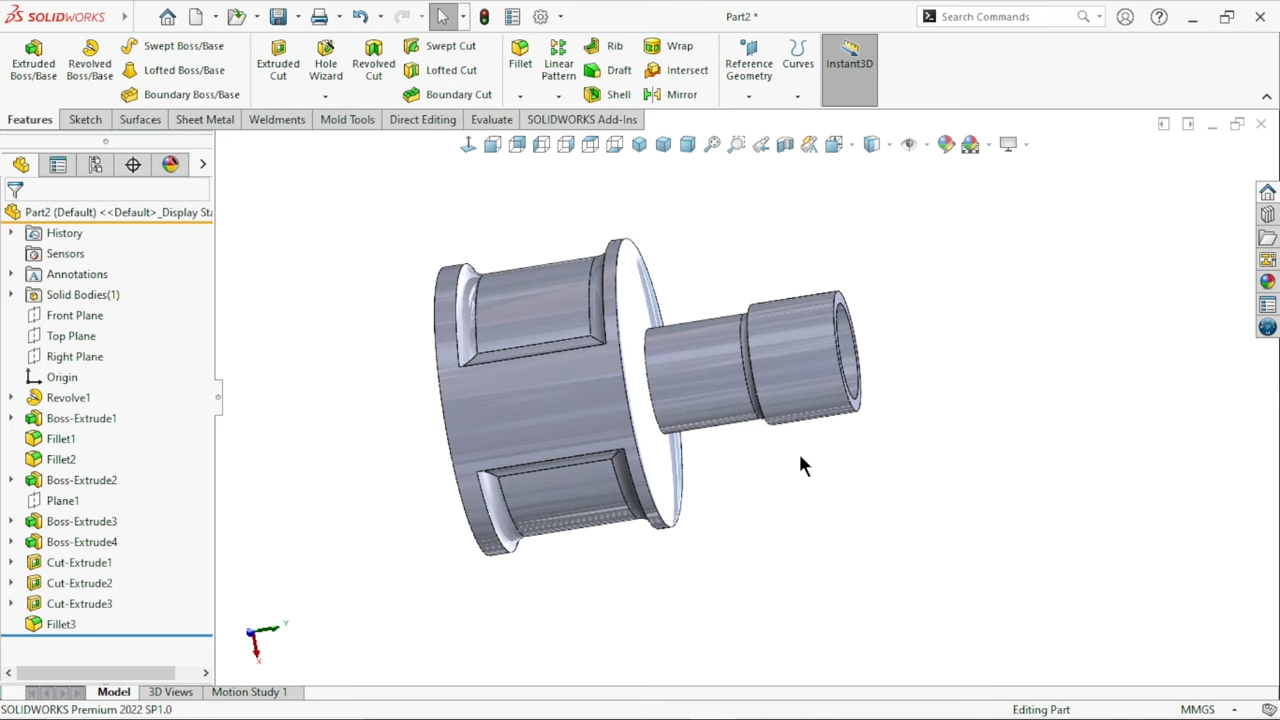 SOLIDWORKS
Part2 *
Search Commands
Extruded Boss/Base
Revolved Boss/Base
Swept Boss/Base
Lofted Boss/Base
Boundary Boss/Base
Extruded Cut
Hole Wizard
Revolved Cut
Swept Cut
Lofted Cut
Boundary Cut
Fillet
Linear Pattern
Rib
Draft
Shell
Wrap
Intersect
Mirror
Reference Geometry
Curves
Instant3D
Features
Sketch
Surfaces
Sheet Metal
Weldments
Mold Tools
Direct Editing
Evaluate
SOLIDWORKS Add-Ins
Part2 (Default) <<Default>_Display Sta
History
Sensors
Annotations
Solid Bodies(1)
Front Plane
Top Plane
Right Plane
Origin
Revolve1
Boss-Extrude1
Fillet1
Fillet2
Boss-Extrude2
Plane1
Boss-Extrude3
Boss-Extrude4
Cut-Extrude1
Cut-Extrude2
Cut-Extrude3
Fillet3
Y
X
Model
3D Views
Motion Study 1
SOLIDWORKS Premium 2022 SP1.0
Editing Part
MMGS